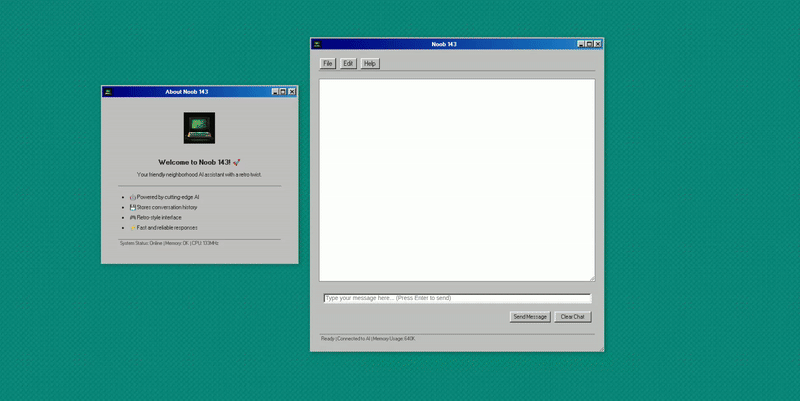 About Noob 143
Welcome to Noob 143! 🚀
Your friendly neighborhood AI assistant with a retro twist.
🤖 Powered by cutting-edge AI
💾 Stores conversation history
🎮 Retro-style interface
⚡ Fast and reliable responses
System Status: Online | Memory: OK | CPU: 133MHz
Noob 143
File Edit Help
Type your message here... (Press Enter to send)
Send Message Clear Chat
Ready | Connected to AI | Memory Usage: 640K